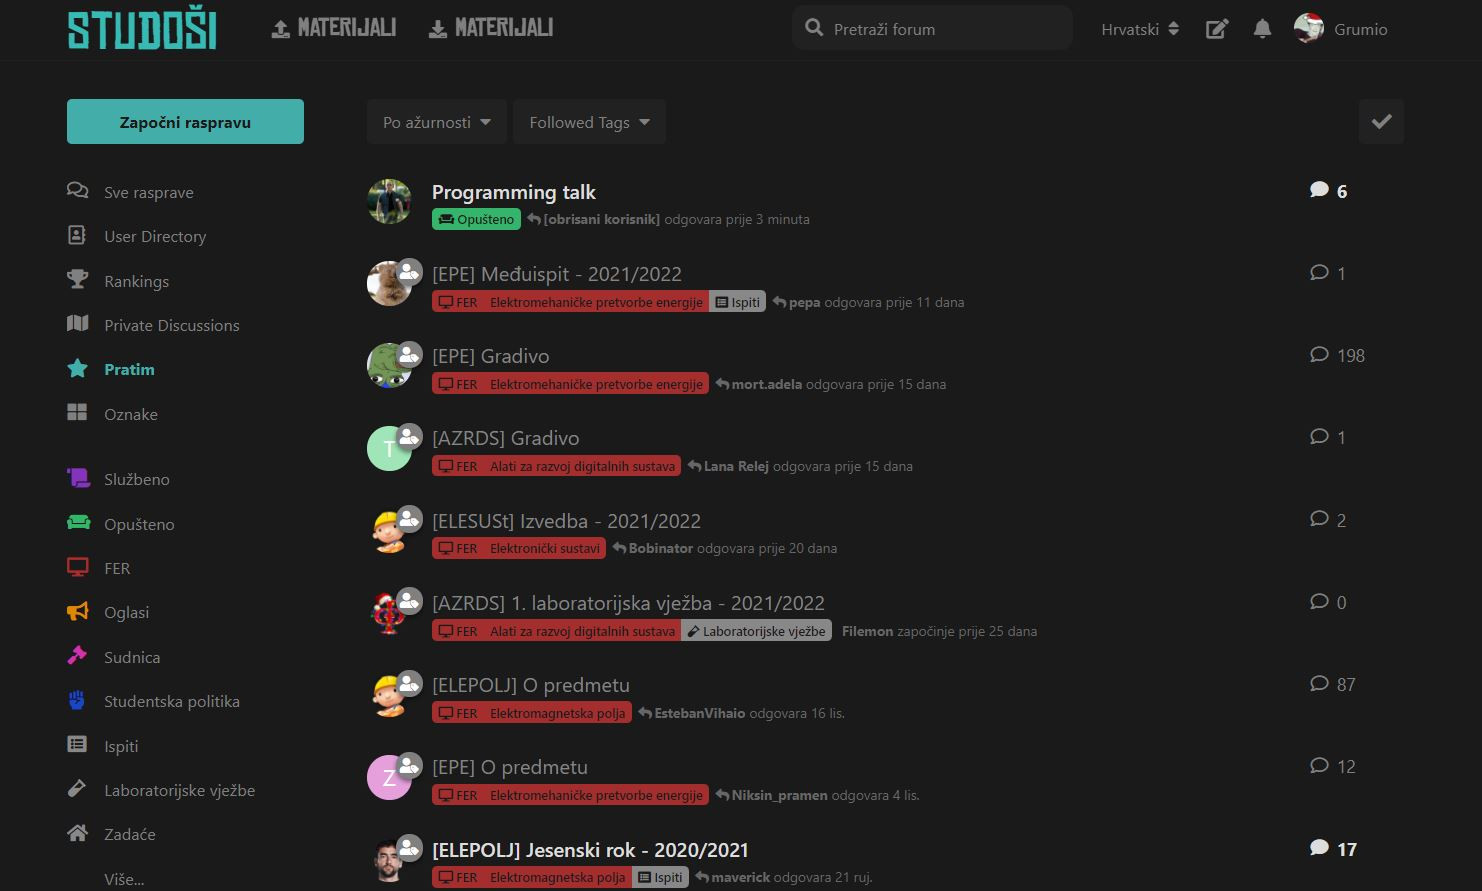 STUDOŠI
MATERIJALI
MATERIJALI
Pretraži forum
Hrvatski
Grumio
Započni raspravu
Po ažurnosti
Followed Tags
Sve rasprave
User Directory
Rankings
Private Discussions
Pratim
Oznake
Službeno
Opušteno
FER
Oglasi
Sudnica
Studentska politika
Ispiti
Laboratorijske vježbe
Zadaće
Više...
Programming talk
6
Opušteno [obrisani korisnik] odgovara prije 3 minuta
[EPE] Međuispit - 2021/2022
1
FER Elektromehaničke pretvorbe energije Ispiti pepa odgovara prije 11 dana
[EPE] Gradivo
198
FER Elektromehaničke pretvorbe energije mort.adela odgovara prije 15 dana
T
[AZRDS] Gradivo
1
FER Alati za razvoj digitalnih sustava Lana Relej odgovara prije 15 dana
[ELESUSt] Izvedba - 2021/2022
2
FER Elektronički sustavi Bobinator odgovara prije 20 dana
[AZRDS] 1. laboratorijska vježba - 2021/2022
0
FER Alati za razvoj digitalnih sustava Laboratorijske vježbe Filemon započinje prije 25 dana
[ELEPOLJ] O predmetu
87
FER Elektromagnetska polja EstebanVihaio odgovara 16 lis.
Z
[EPE] O predmetu
12
FER Elektromehaničke pretvorbe energije Niksin_pramen odgovara 4 lis.
[ELEPOLJ] Jesenski rok - 2020/2021
17
FER Elektromagnetska polja Ispiti maverick odgovara 21 ruj.